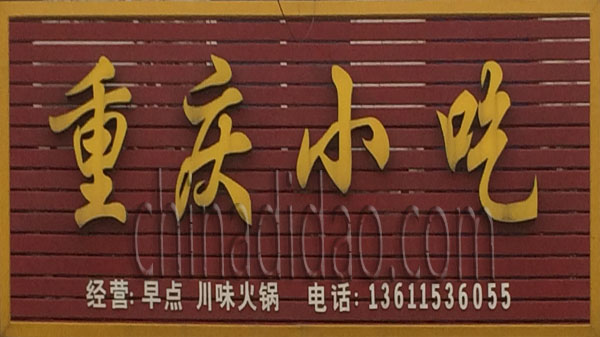 重庆小吃
chinadidao.com
经营: 早点 川味火锅 电话: 13611536055